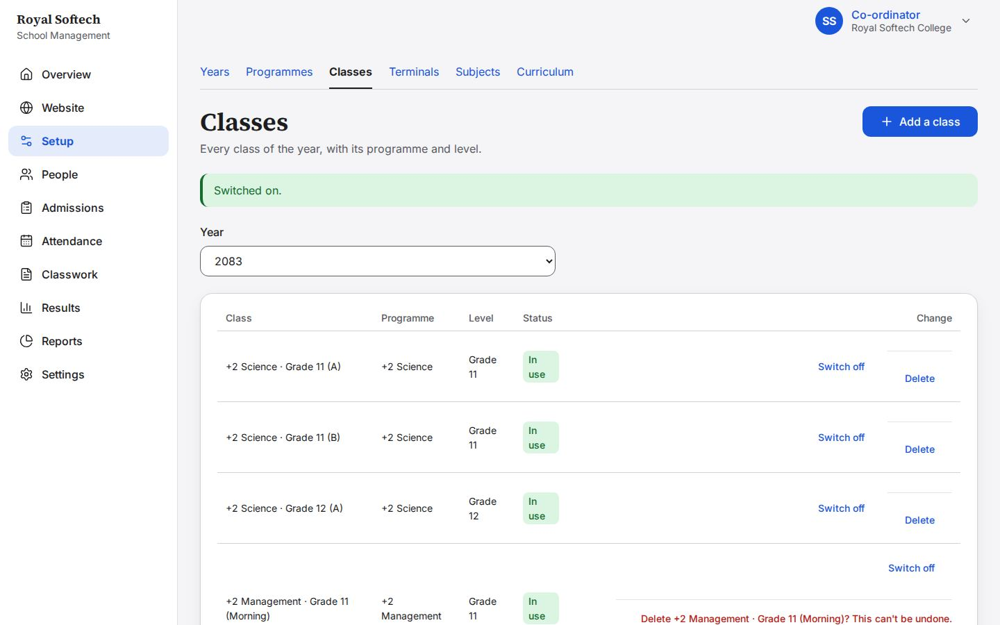 Royal Softech
School Management
Overview
Website
Setup
People
Admissions
Attendance
Classwork
Results
Reports
Settings
SS
Co-ordinator
Royal Softech College
Years
Programmes
Classes
Terminals
Subjects
Curriculum
Classes
Add a class
Every class of the year, with its programme and level.
Switched on.
Year
2083
Class
Programme
Level
Status
Change
+2 Science · Grade 11 (A)
+2 Science
Grade
11
In
use
Switch off
Delete
+2 Science · Grade 11 (B)
+2 Science
Grade
11
In
use
Switch off
Delete
+2 Science · Grade 12 (A)
+2 Science
Grade
12
In
use
Switch off
Delete
+2 Management · Grade 11
(Morning)
+2
Management
Grade
11
In
use
Switch off
Delete +2 Management · Grade 11 (Morning)? This can't be undone.